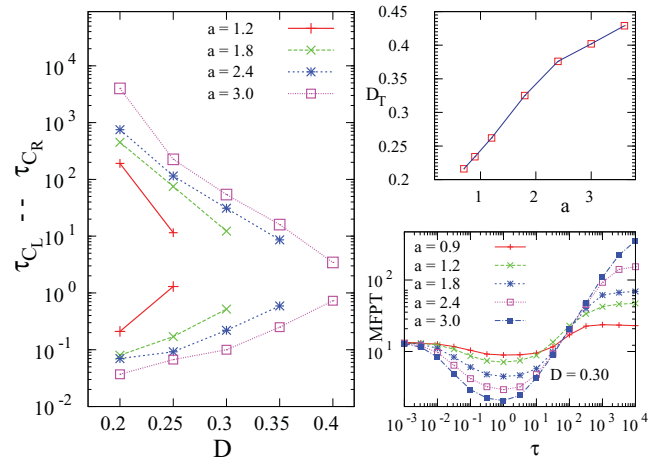 τ_{C_L} -- τ_{C_R}
10^4
10^3
10^2
10^1
10^0
10^{-1}
10^{-2}
a = 1.2
a = 1.8
a = 2.4
a = 3.0
0.2 0.25 0.3 0.35 0.4
D
D_T
0.45
0.4
0.35
0.3
0.25
0.2
1 2 3
a
MFPT
10^2
10^1
a = 0.9
a = 1.2
a = 1.8
a = 2.4
a = 3.0
D = 0.30
10^{-3} 10^{-2} 10^{-1} 10^0 10^1 10^2 10^3 10^4
τ